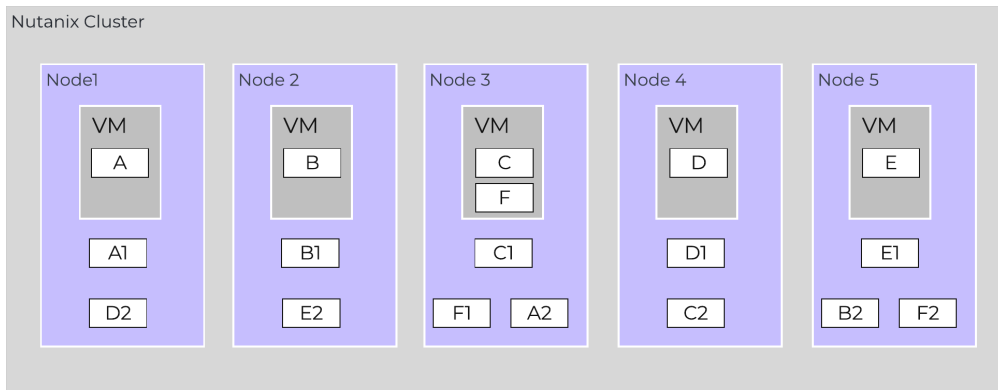 Nutanix Cluster
Node1
VM
A
A1
D2
Node 2
VM
B
B1
E2
Node 3
VM
C
F
C1
F1
A2
Node 4
VM
D
D1
C2
Node 5
VM
E
E1
B2
F2